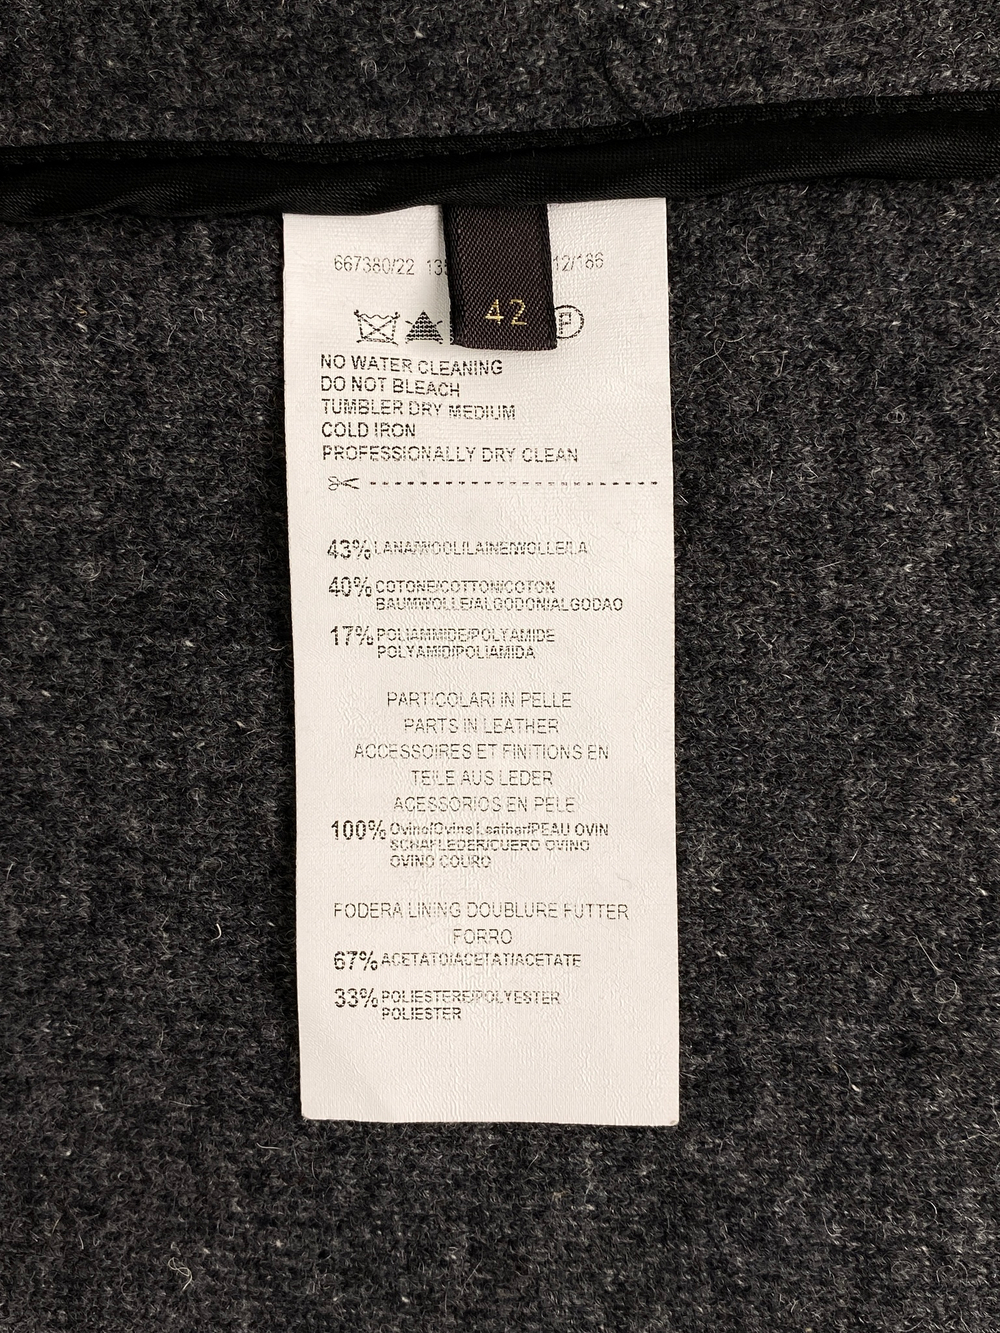 667380/22 13 12/186
42
P
NO WATER CLEANING
DO NOT BLEACH
TUMBLER DRY MEDIUM
COLD IRON
PROFESSIONALLY DRY CLEAN
43% LANA/WOOL/LAINE/WOLLE/LA
40% COTONE/COTTON/COTON
BAUMWOLLE/ALGODON/ALGODAO
17% POLIAMMIDE/POLYAMIDE
POLYAMID/POLIAMIDA
PARTICOLARI IN PELLE
PARTS IN LEATHER
ACCESSOIRES ET FINITIONS EN
TEILE AUS LEDER
ACESSORIOS EN PELE
100% Ovino/Ovine Leather/PEAU OVIN
SCHAFLEDER/CUERO OVINO
OVINO COURO
FODERA LINING DOUBLURE FUTTER
FORRO
67% ACETATO/ACETAT/ACETATE
33% POLIESTERE/POLYESTER
POLIESTER